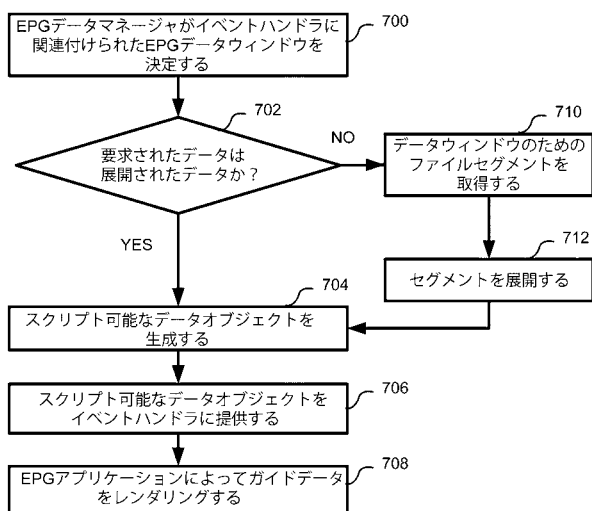 EPGデータマネージャがイベントハンドラに
関連付けられたEPGデータウィンドウを
決定する
700
702
要求されたデータは
展開されたデータか？
NO
710
データウィンドウのための
ファイルセグメントを
取得する
YES
712
セグメントを展開する
704
スクリプト可能なデータオブジェクトを
生成する
706
スクリプト可能なデータオブジェクトを
イベントハンドラに提供する
708
EPGアプリケーションによってガイドデータ
をレンダリングする